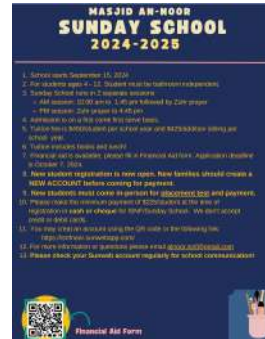 MASJID AN-NOOR
SUNDAY SCHOOL
2024-2025
1. School starts September 15, 2024
2. For students ages 4 - 12. Student must be bathroom independent.
3. Sunday School runs in 2 separate sessions
AM session: 10:00 am to 1:45 pm followed by Zuhr prayer
PM session: Zuhr prayer to 4:45 pm
4. Admission is on a first come first serve basis.
5. Tuition fee is $450/student per school year and $425/additional sibling per
school year.
6. Tuition includes books and lunch!
7. Financial aid is available, please fill in Financial Aid form. Application deadline
is October 7, 2024.
8. New student registration is now open. New families should create a
NEW ACCOUNT before coming for payment.
9. New students must come in-person for placement test and payment.
10. Please make the minimum payment of $225/student at the time of
registration in cash or cheque for Sunday School. We don't accept
credit or debit cards.
11. You may create an account using the QR code or the following link:
12. For more information or questions please email
13. Please check your Sunweb account regularly for school communication!
Financial Aid Form